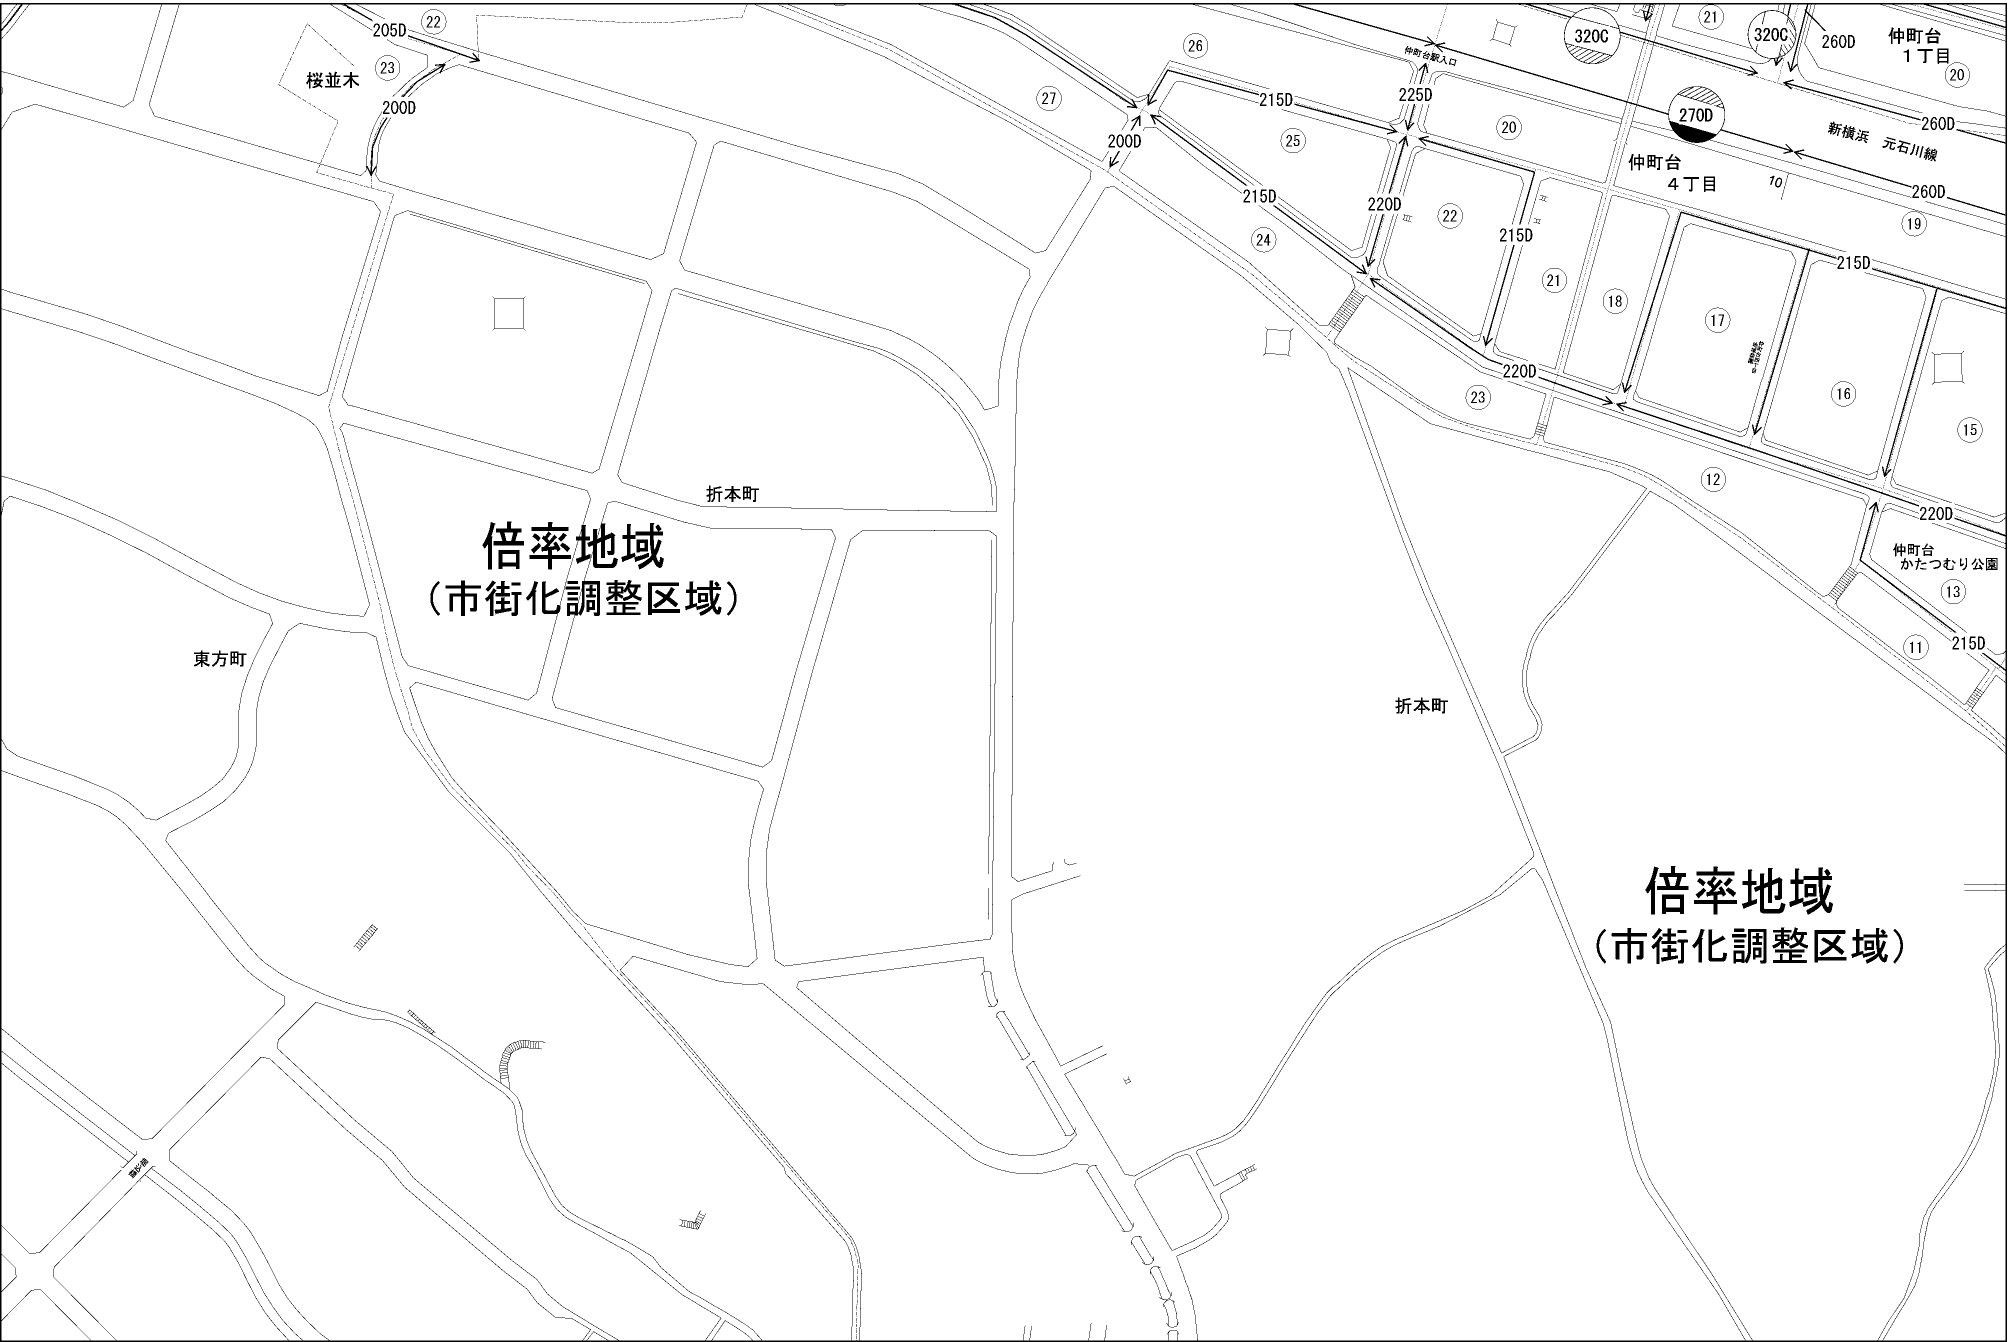 22
205D
23
桜並木
200D
26
27
200D
215D
25
215D
24
仲町台駅入口
225D
220D
22
215D
20
21
320C
21
320C
260D
仲町台
1丁目
20
270D
260D
新横浜 元石川線
仲町台
4丁目
10
260D
19
215D
18
17
16
15
220D
23
12
220D
仲町台
かたつむり公園
13
215D
11
折本町
倍率地域
(市街化調整区域)
東方町
折本町
倍率地域
(市街化調整区域)